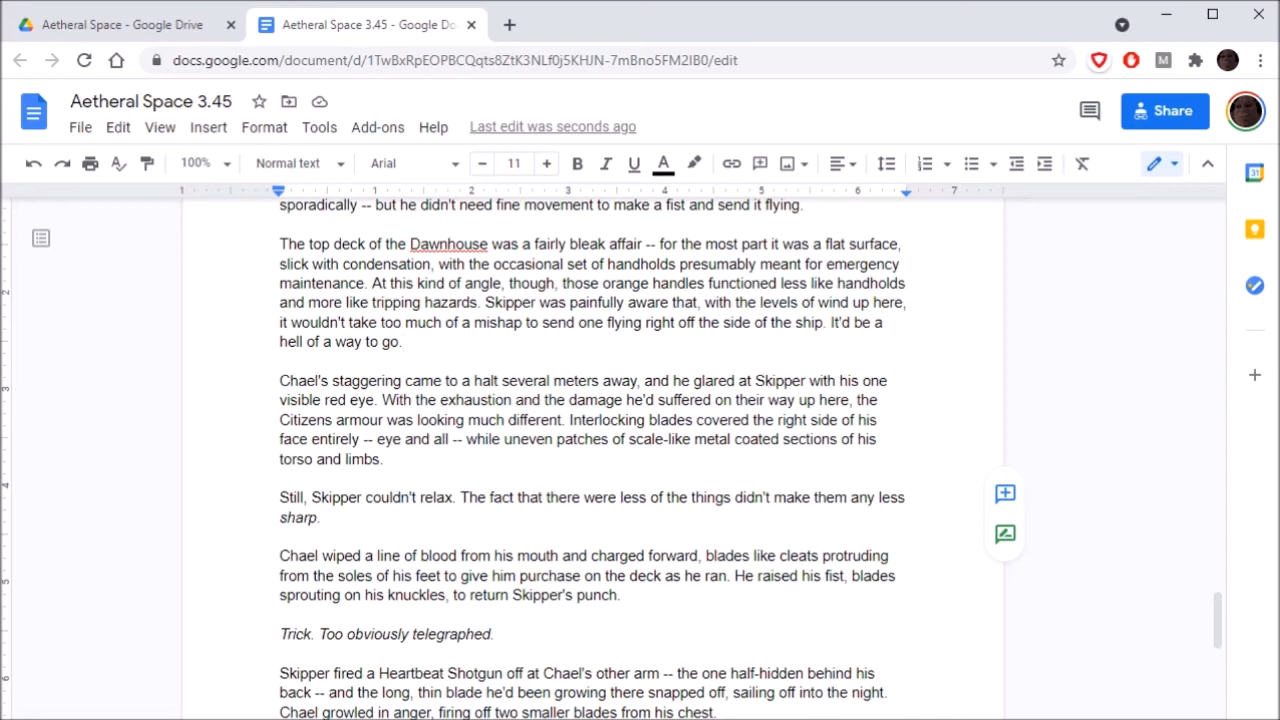 Aetheral Space - Google Drive
Aetheral Space 3.45 - Google Do
docs.google.com/document/d/1TwBxRpEOPBCQqts8ZtK3NLf0j5KHJN-7mBno5FM2IB0/edit
Aetheral Space 3.45
File Edit View Insert Format Tools Add-ons Help Last edit was seconds ago
Share
100% Normal text Arial 11
1 1 2 3 4 5 6 7
sporadically -- but he didn't need fine movement to make a fist and send it flying.
The top deck of the Dawnhouse was a fairly bleak affair -- for the most part it was a flat surface,
slick with condensation, with the occasional set of handholds presumably meant for emergency
maintenance. At this kind of angle, though, those orange handles functioned less like handholds
and more like tripping hazards. Skipper was painfully aware that, with the levels of wind up here,
it wouldn't take too much of a mishap to send one flying right off the side of the ship. It'd be a
hell of a way to go.
Chael's staggering came to a halt several meters away, and he glared at Skipper with his one
visible red eye. With the exhaustion and the damage he'd suffered on their way up here, the
Citizens armour was looking much different. Interlocking blades covered the right side of his
face entirely -- eye and all -- while uneven patches of scale-like metal coated sections of his
torso and limbs.
Still, Skipper couldn't relax. The fact that there were less of the things didn't make them any less
sharp.
Chael wiped a line of blood from his mouth and charged forward, blades like cleats protruding
from the soles of his feet to give him purchase on the deck as he ran. He raised his fist, blades
sprouting on his knuckles, to return Skipper's punch.
Trick. Too obviously telegraphed.
Skipper fired a Heartbeat Shotgun off at Chael's other arm -- the one half-hidden behind his
back -- and the long, thin blade he'd been growing there snapped off, sailing off into the night.
Chael growled in anger, firing off two smaller blades from his chest.
2
3
4
5
6
31